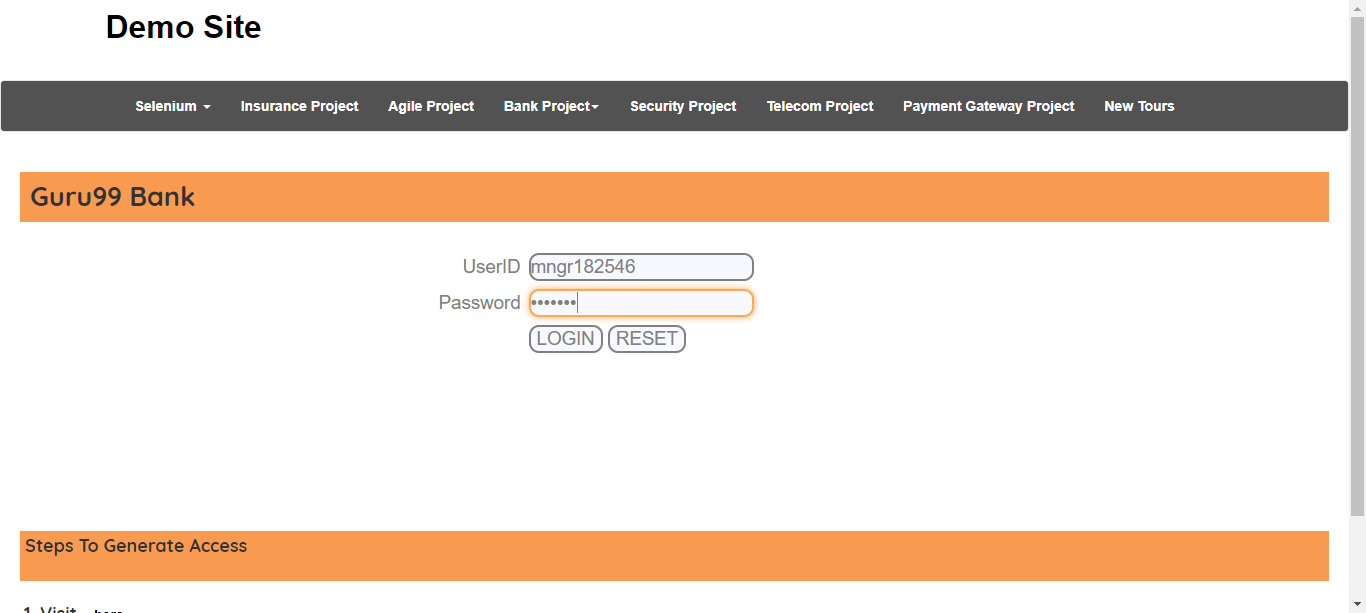 Demo Site
Selenium Insurance Project Agile Project Bank Project Security Project Telecom Project Payment Gateway Project New Tours
Guru99 Bank
UserID mngr182546
Password •••••••
LOGIN RESET
Steps To Generate Access
1. Visit - here